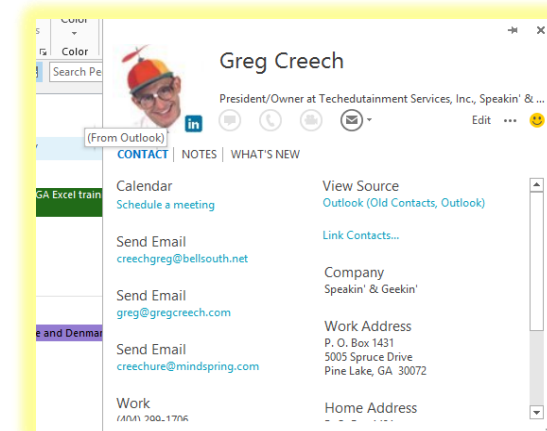 Color
Color
Search Pe
Greg Creech
President/Owner at Techedutainment Services, Inc., Speakin' & ...
in
Edit
(From Outlook)
CONTACT | NOTES | WHAT'S NEW
GA Excel train
e and Denmar
Calendar
Schedule a meeting
Send Email
creechgreg@bellsouth.net
Send Email
greg@gregcreech.com
Send Email
creechure@mindspring.com
Work
(404) 299-1706
View Source
Outlook (Old Contacts, Outlook)
Link Contacts...
Company
Speakin' & Geekin'
Work Address
P. O. Box 1431
5005 Spruce Drive
Pine Lake, GA 30072
Home Address